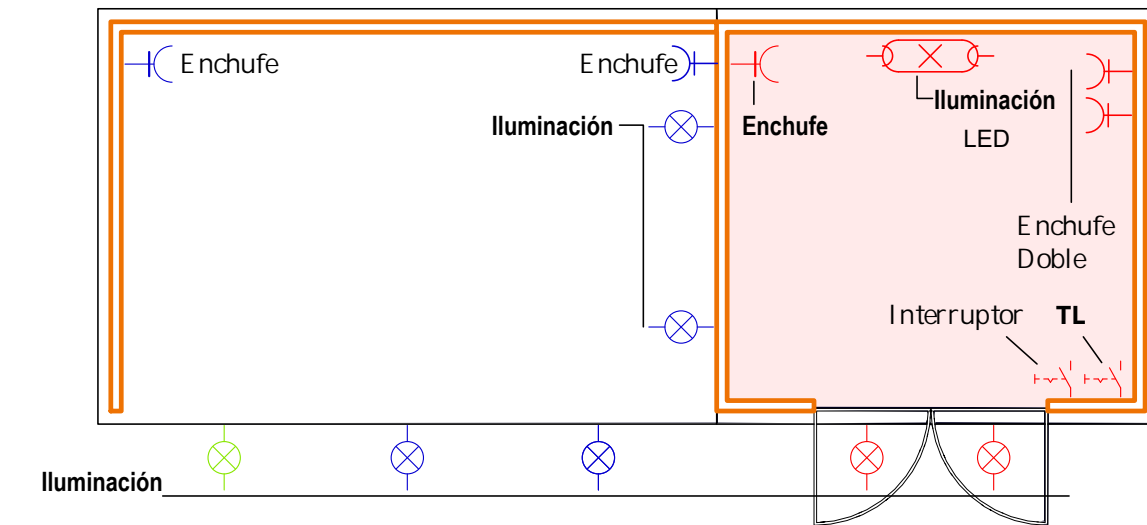 Enchufe
Enchufe
Iluminación
Enchufe
Iluminación
LED
Enchufe
Doble
Interruptor
TL
Iluminación